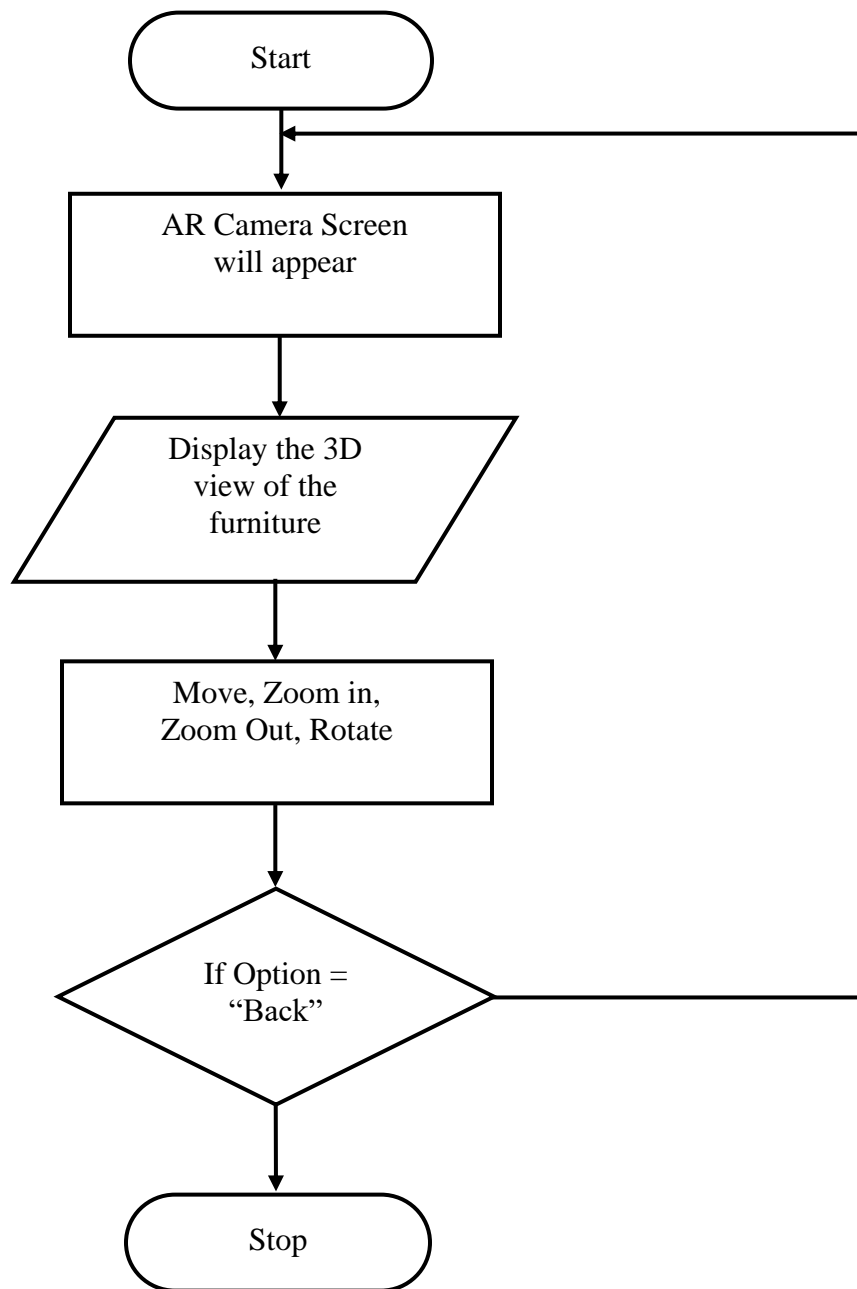 Start
AR Camera Screen
will appear
Display the 3D
view of the
furniture
Move, Zoom in,
Zoom Out, Rotate
If Option =
“Back”
Stop